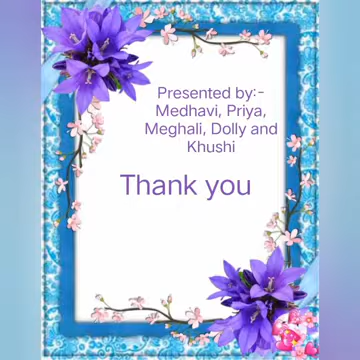 Presented by:-
Medhavi, Priya,
Meghali, Dolly and
Khushi
Thank you